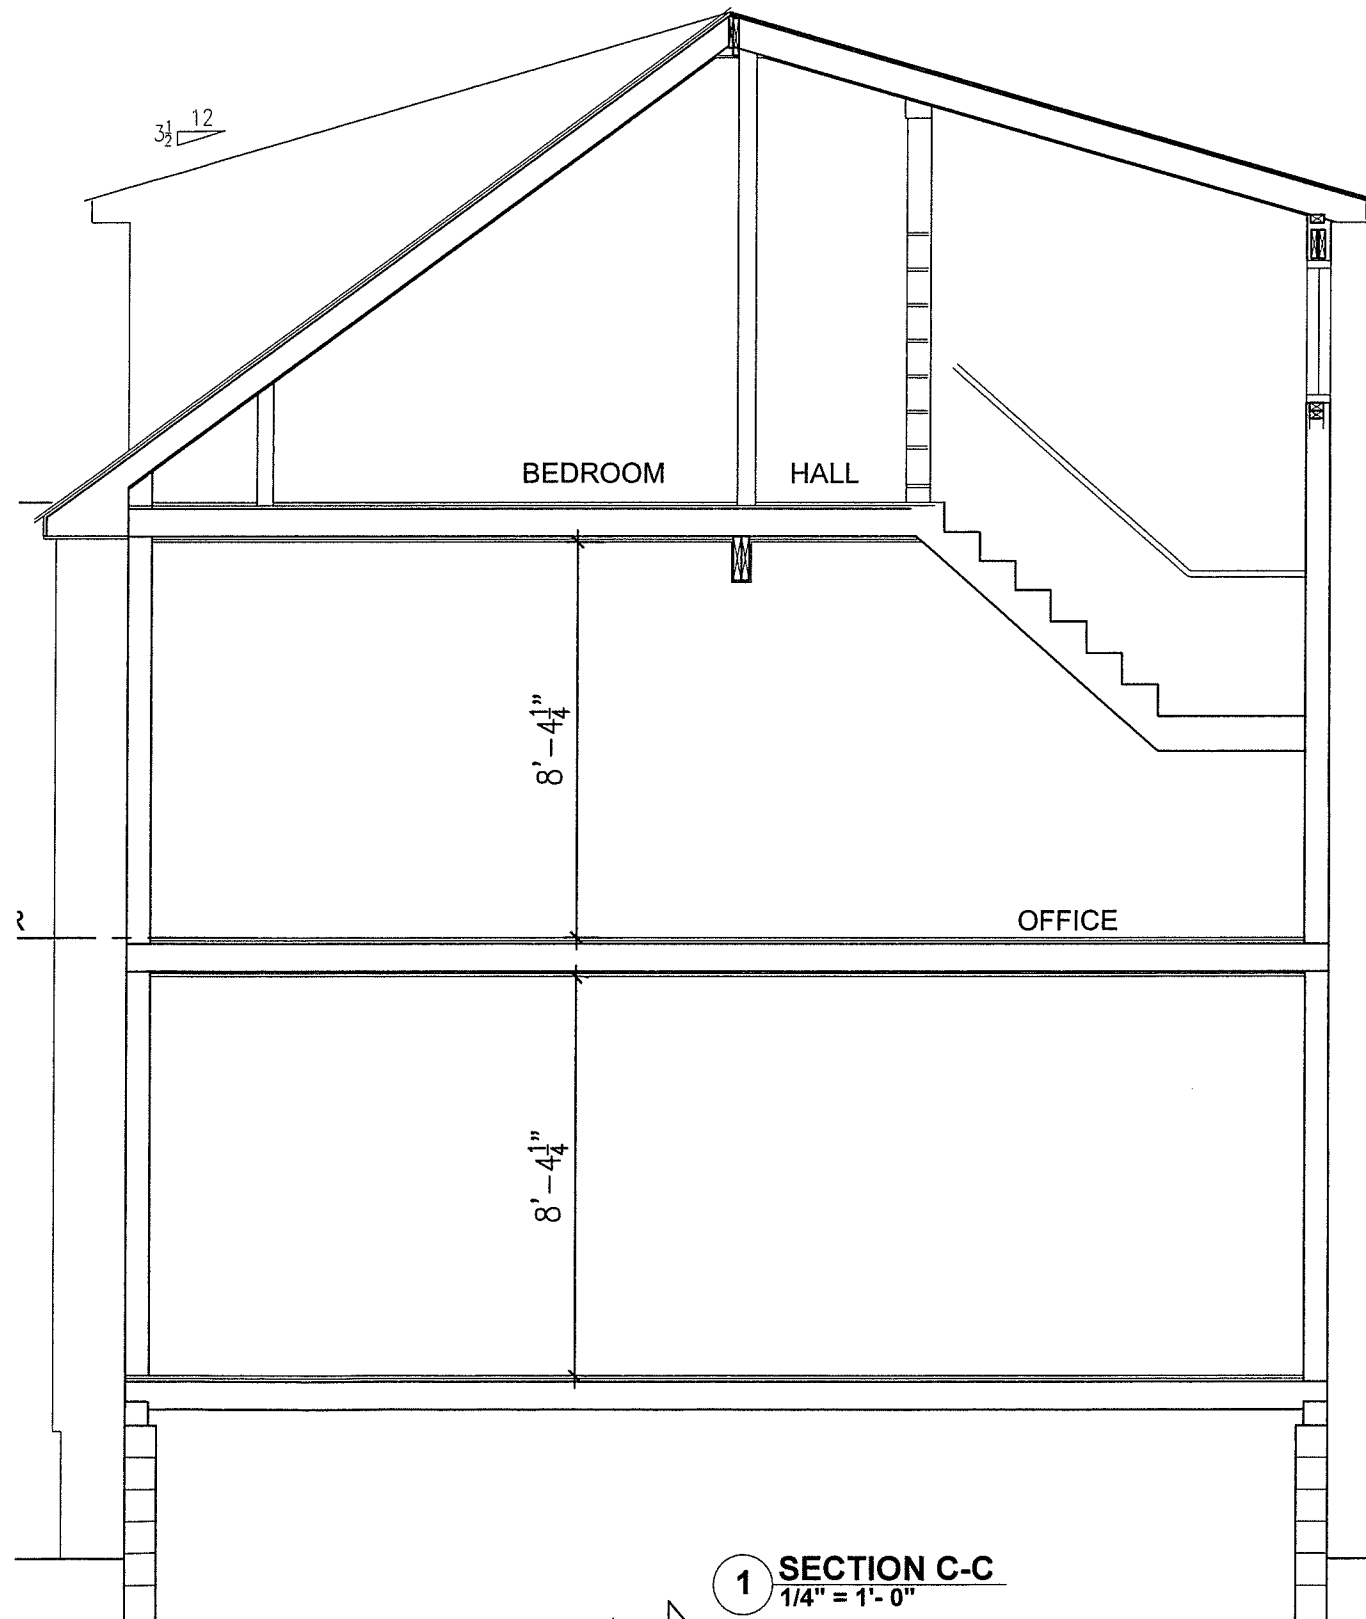 12
3½
BEDROOM
HALL
8'-4¼"
OFFICE
8'-4¼"
1
SECTION C-C
1/4" = 1'- 0"